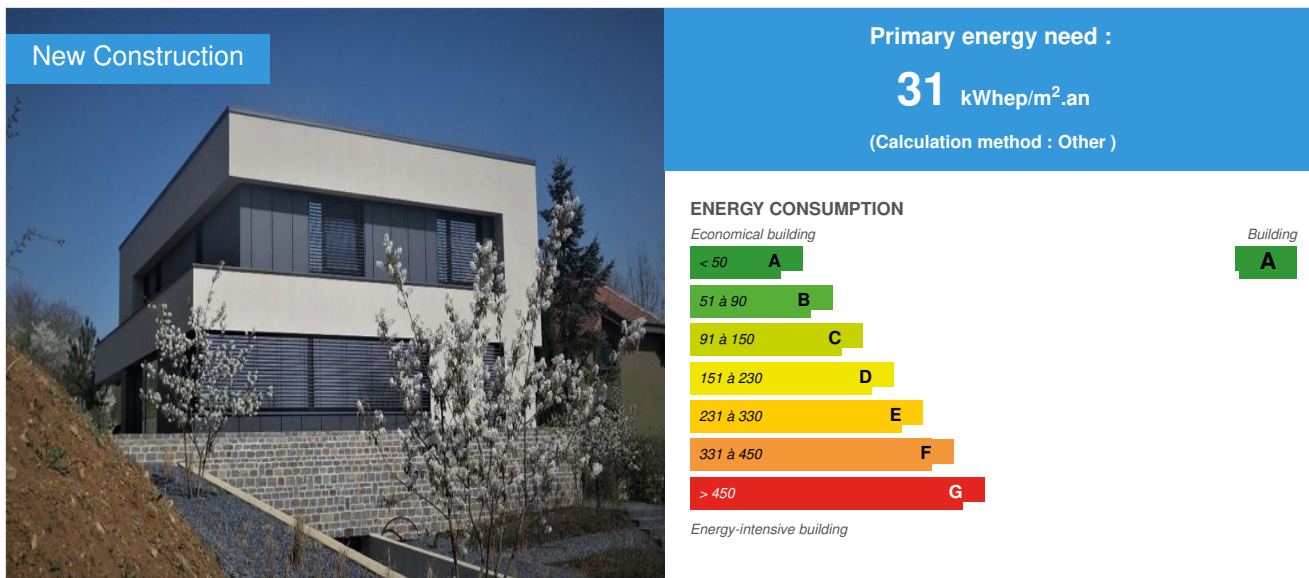 New Construction
Primary energy need :
31 kWhep/m².an
(Calculation method : Other )
ENERGY CONSUMPTION
Economical building
Building
< 50 A
A
51 à 90 B
91 à 150 C
151 à 230 D
231 à 330 E
331 à 450 F
> 450 G
Energy-intensive building